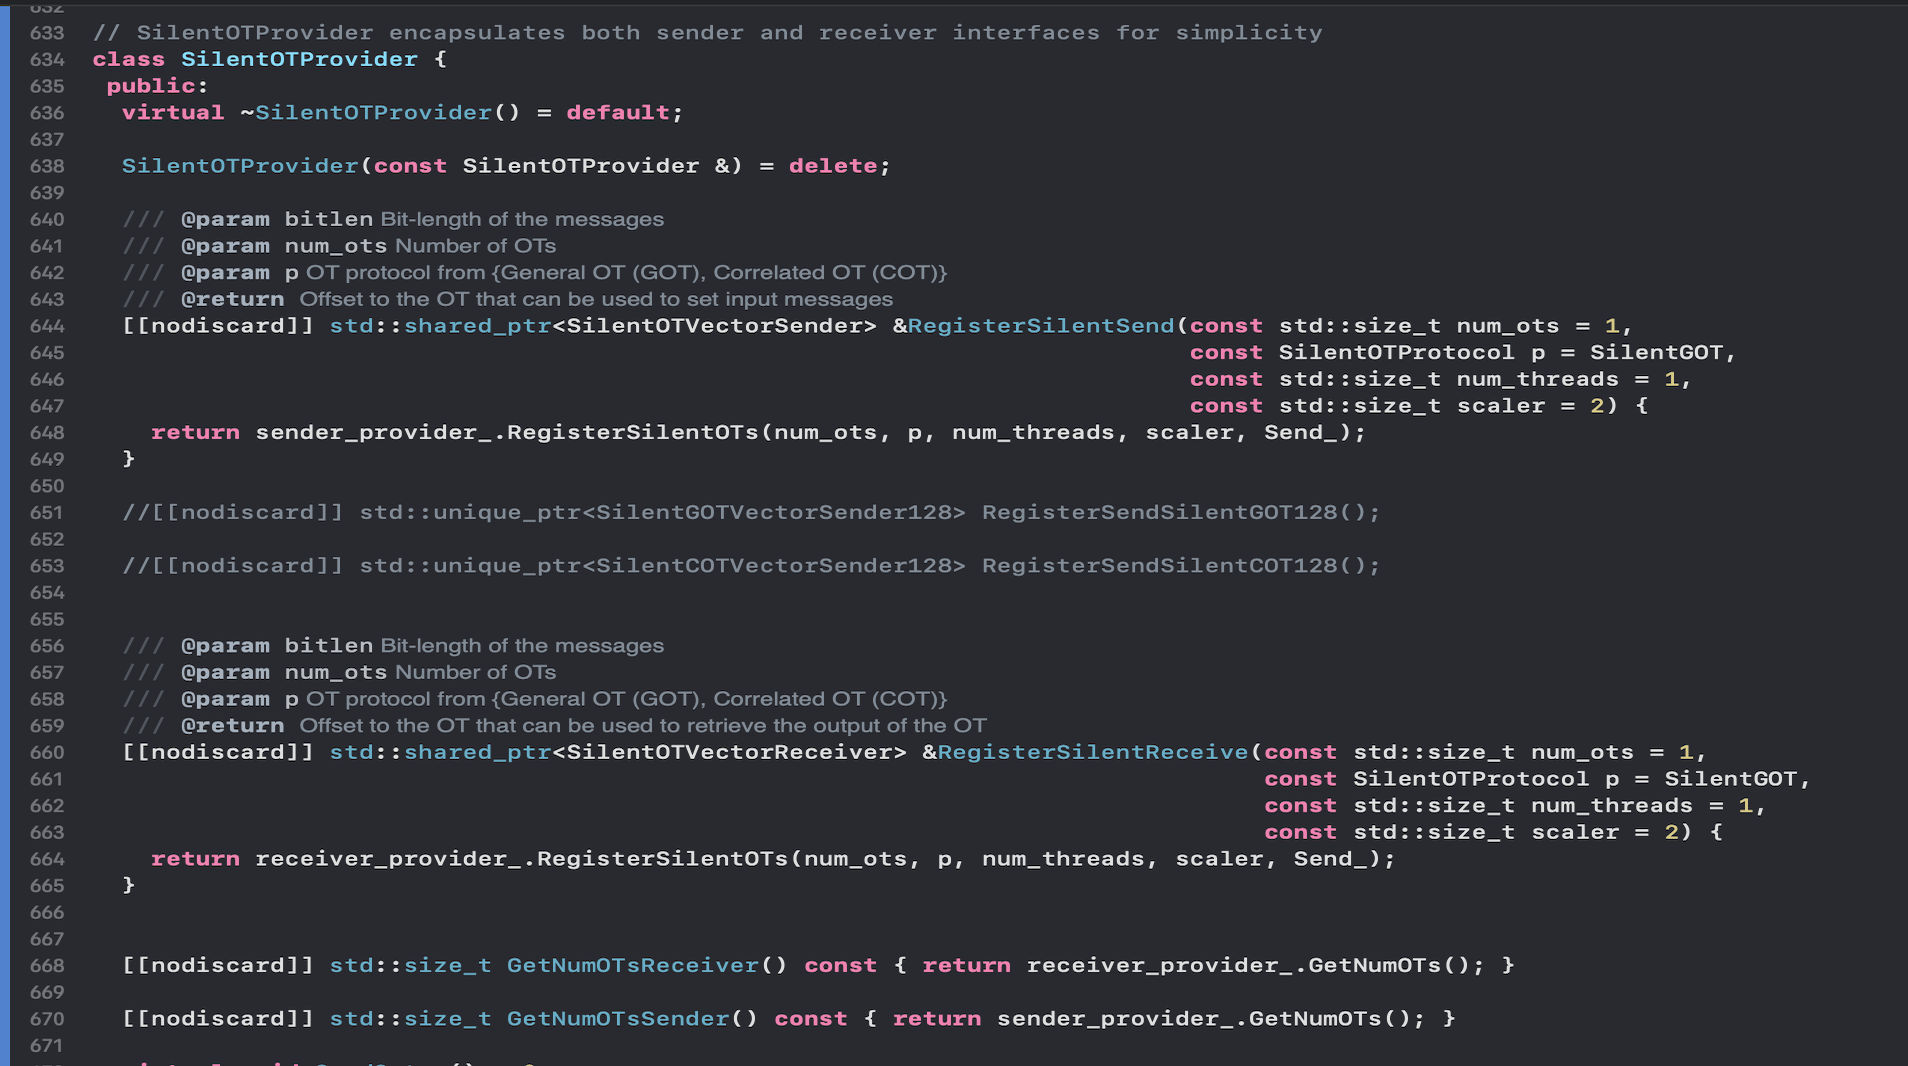 633 // SilentOTProvider encapsulates both sender and receiver interfaces for simplicity
634 class SilentOTProvider {
635 public:
636 virtual ~SilentOTProvider() = default;
637
638 SilentOTProvider(const SilentOTProvider &) = delete;
639
640 /// @param bitlen Bit-length of the messages
641 /// @param num_ots Number of OTs
642 /// @param p OT protocol from {General OT (GOT), Correlated OT (COT)}
643 /// @return Offset to the OT that can be used to set input messages
644 [[nodiscard]] std::shared_ptr<SilentOTVectorSender> &RegisterSilentSend(const std::size_t num_ots = 1,
645 const SilentOTProtocol p = SilentGOT,
646 const std::size_t num_threads = 1,
647 const std::size_t scaler = 2) {
648 return sender_provider_.RegisterSilentOTs(num_ots, p, num_threads, scaler, Send_);
649 }
650
651 //[[nodiscard]] std::unique_ptr<SilentGOTVectorSender128> RegisterSendSilentGOT128();
652
653 //[[nodiscard]] std::unique_ptr<SilentCOTVectorSender128> RegisterSendSilentCOT128();
654
655
656 /// @param bitlen Bit-length of the messages
657 /// @param num_ots Number of OTs
658 /// @param p OT protocol from {General OT (GOT), Correlated OT (COT)}
659 /// @return Offset to the OT that can be used to retrieve the output of the OT
660 [[nodiscard]] std::shared_ptr<SilentOTVectorReceiver> &RegisterSilentReceive(const std::size_t num_ots = 1,
661 const SilentOTProtocol p = SilentGOT,
662 const std::size_t num_threads = 1,
663 const std::size_t scaler = 2) {
664 return receiver_provider_.RegisterSilentOTs(num_ots, p, num_threads, scaler, Send_);
665 }
666
667
668 [[nodiscard]] std::size_t GetNumOTsReceiver() const { return receiver_provider_.GetNumOTs(); }
669
670 [[nodiscard]] std::size_t GetNumOTsSender() const { return sender_provider_.GetNumOTs(); }
671